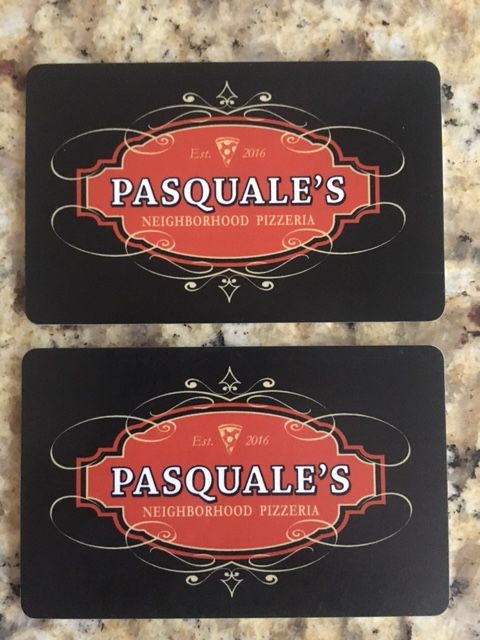 Est. 2016
PASQUALE'S
NEIGHBORHOOD PIZZERIA
Est. 2016
PASQUALE'S
NEIGHBORHOOD PIZZERIA